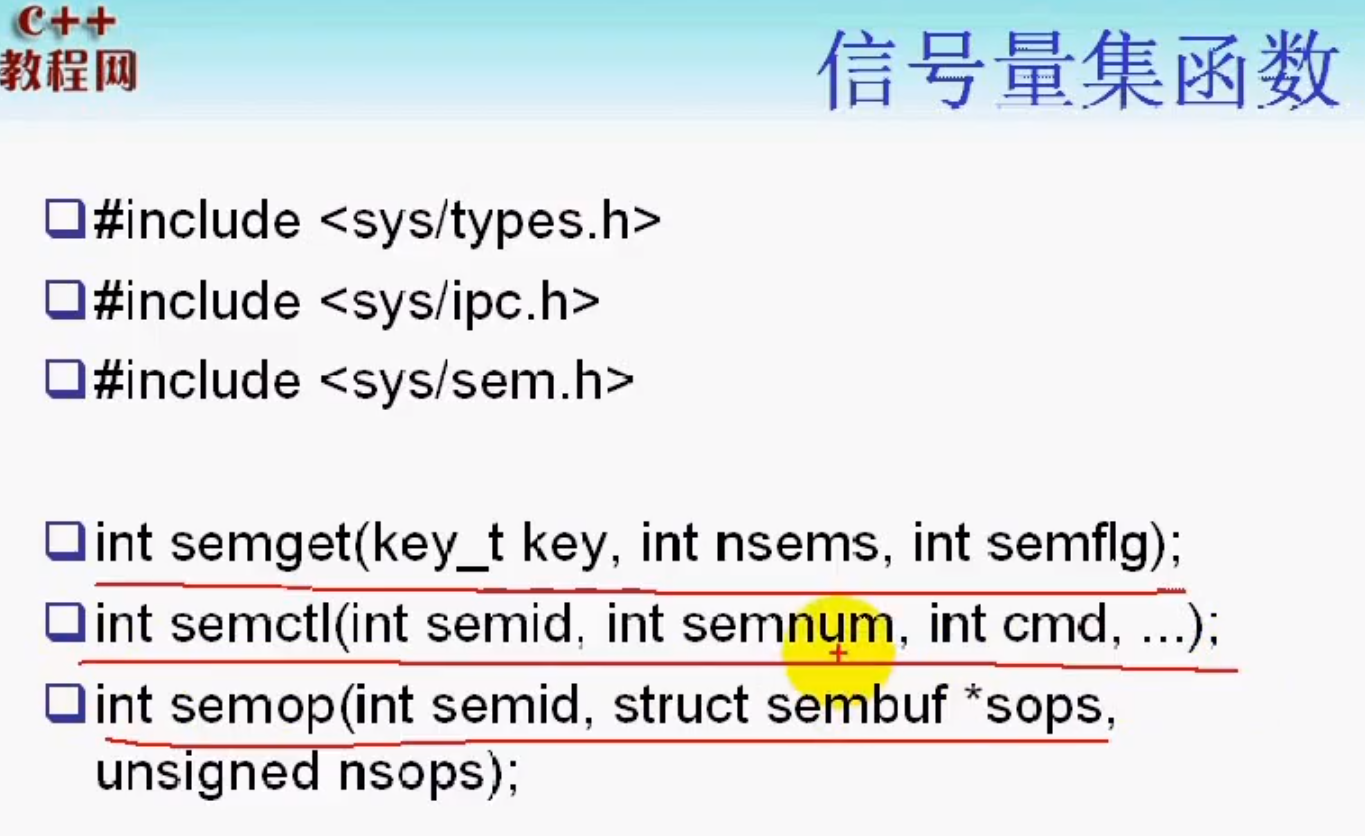 C++
教程网
信号量集函数
#include <sys/types.h>
#include <sys/ipc.h>
#include <sys/sem.h>
int semget(key_t key, int nsems, int semflg);
int semctl(int semid, int semnum, int cmd, ...);
int semop(int semid, struct sembuf *sops,
unsigned nsops);